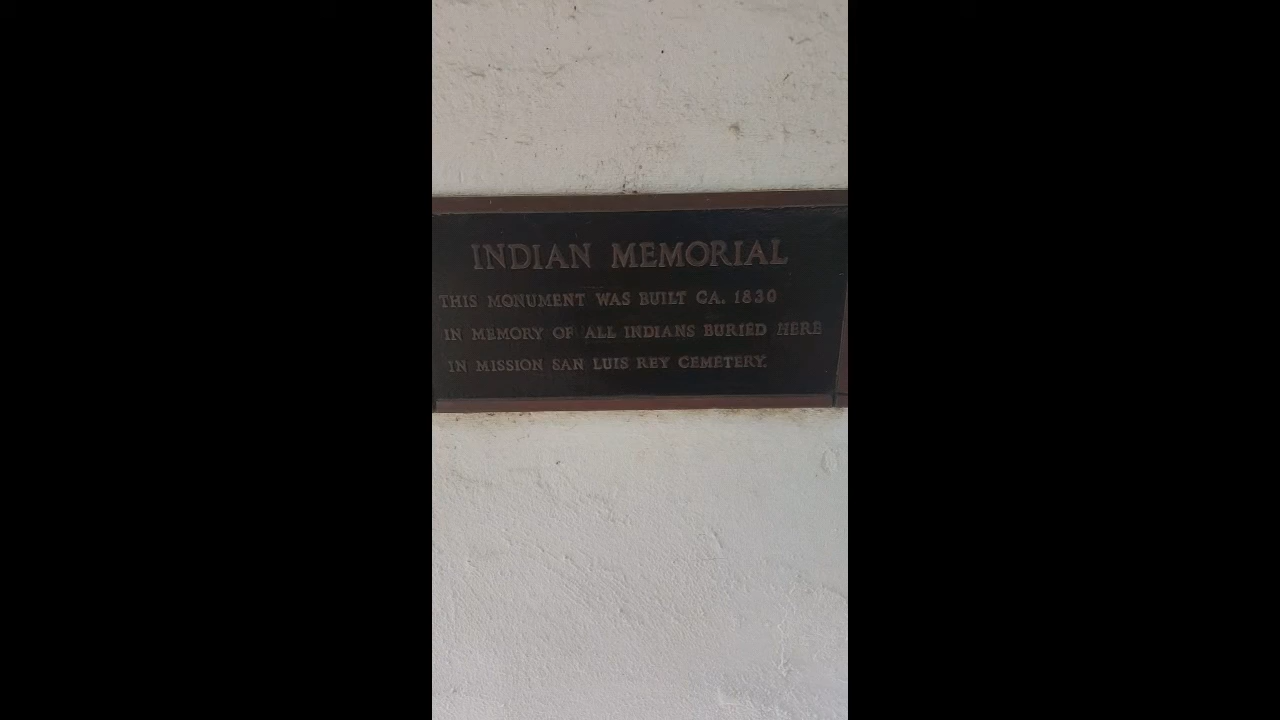 INDIAN MEMORIAL
THIS MONUMENT WAS BUILT CA. 1830
IN MEMORY OF ALL INDIANS BURIED HERE
IN MISSION SAN LUIS REY CEMETERY.